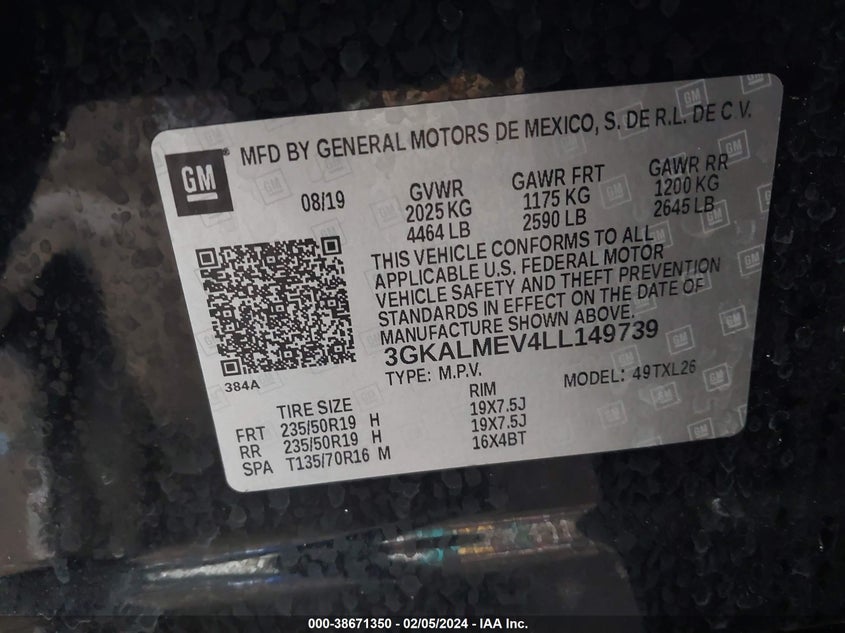 GM
MFD BY GENERAL MOTORS DE MEXICO, S. DE R.L. DE C V.
08/19
GVWR GAWR FRT GAWR RR
2025 KG 1175 KG 1200 KG
4464 LB 2590 LB 2645 LB
THIS VEHICLE CONFORMS TO ALL
APPLICABLE U.S. FEDERAL MOTOR
VEHICLE SAFETY AND THEFT PREVENTION
STANDARDS IN EFFECT ON THE DATE OF
MANUFACTURE SHOWN ABOVE.
3GKALMEV4LL149739
384A
TYPE: M.P.V. MODEL: 49TXL26
TIRE SIZE RIM
FRT 235/50R19 H 19X7.5J
RR 235/50R19 H 19X7.5J
SPA T135/70R16 M 16X4BT
000-38671350 - 02/05/2024 - IAA Inc.